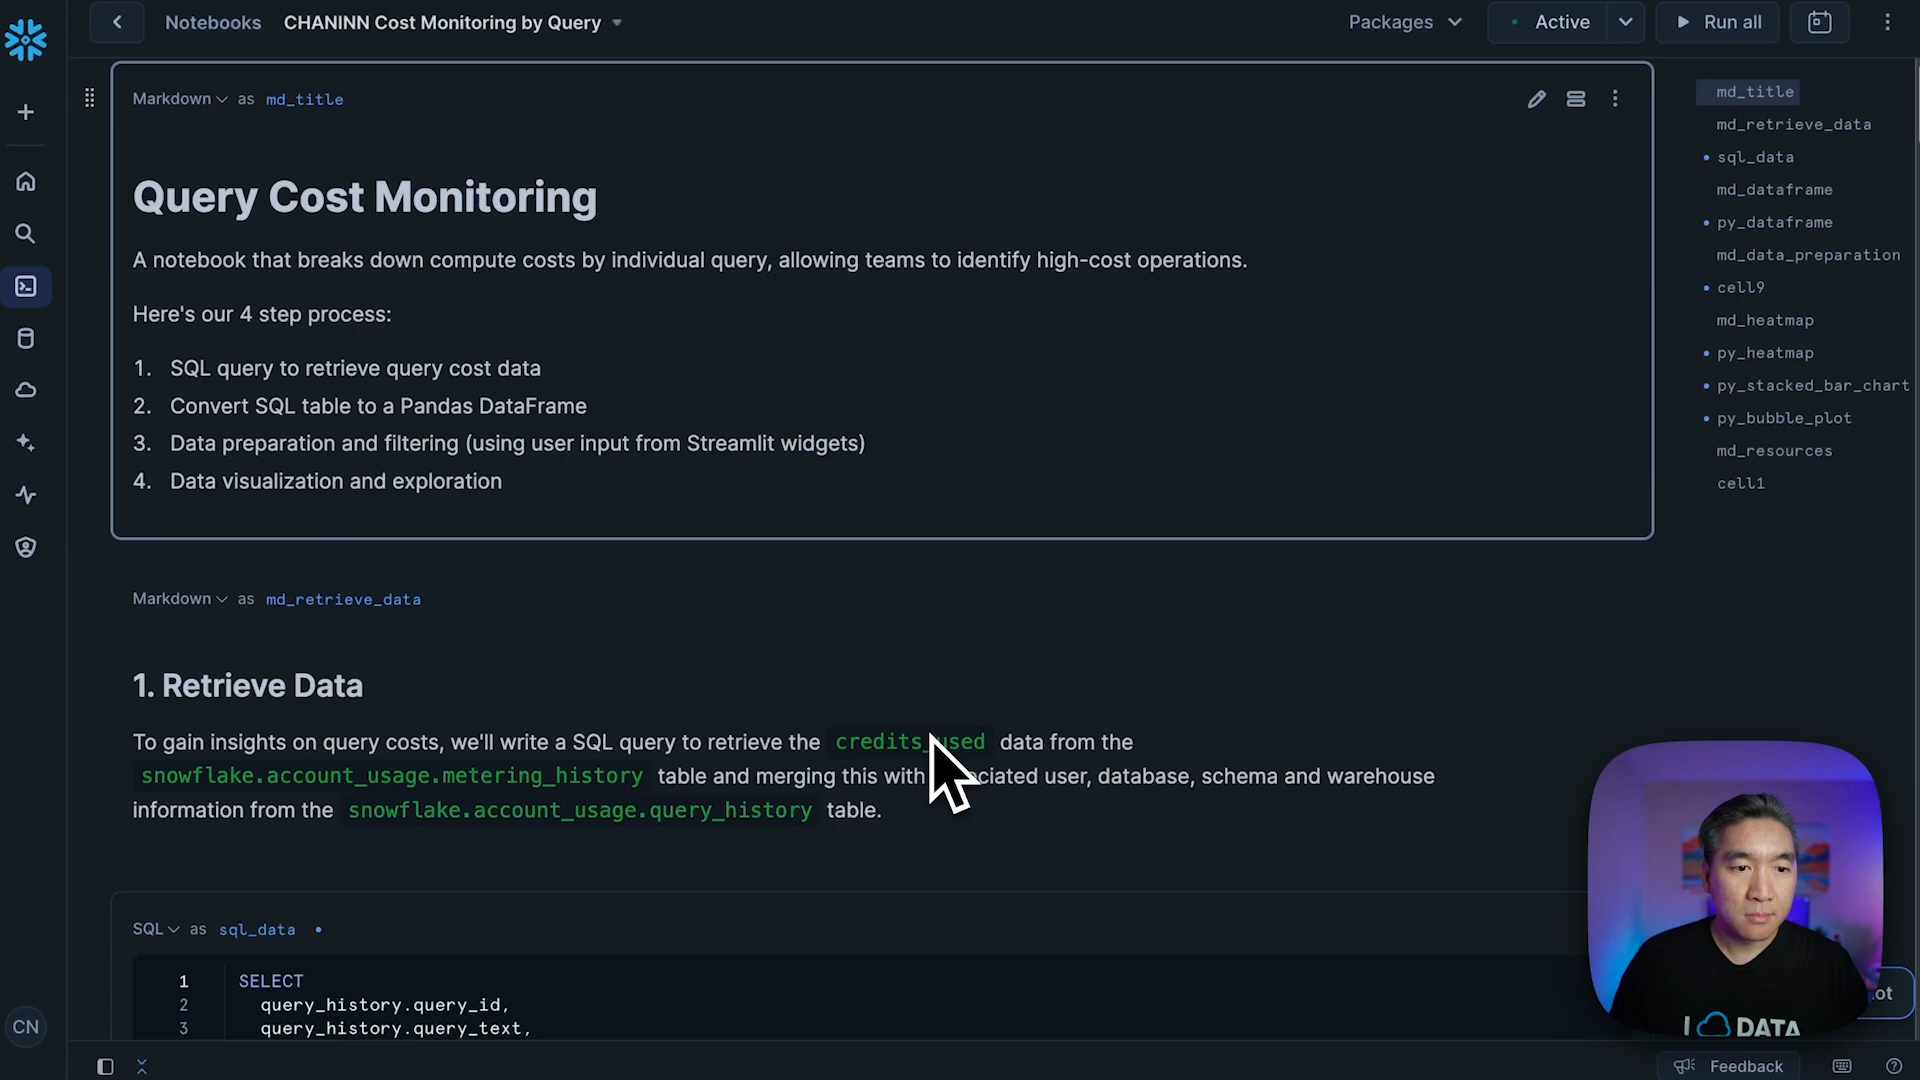 Notebooks CHANINN Cost Monitoring by Query Packages Active Run all
Markdown as md_title
Query Cost Monitoring
A notebook that breaks down compute costs by individual query, allowing teams to identify high-cost operations.
Here's our 4 step process:
1. SQL query to retrieve query cost data
2. Convert SQL table to a Pandas DataFrame
3. Data preparation and filtering (using user input from Streamlit widgets)
4. Data visualization and exploration
Markdown as md_retrieve_data
1. Retrieve Data
To gain insights on query costs, we'll write a SQL query to retrieve the credits_used data from the
snowflake.account_usage.metering_history table and merging this with user, database, schema and warehouse
information from the snowflake.account_usage.query_history table.
SQL as sql_data
1 SELECT
2 query_history.query_id,
3 query_history.query_text,
md_title
md_retrieve_data
sql_data
md_dataframe
py_dataframe
md_data_preparation
cell9
md_heatmap
py_heatmap
py_stacked_bar_chart
py_bubble_plot
md_resources
cell1
I DATA
CN
Feedback